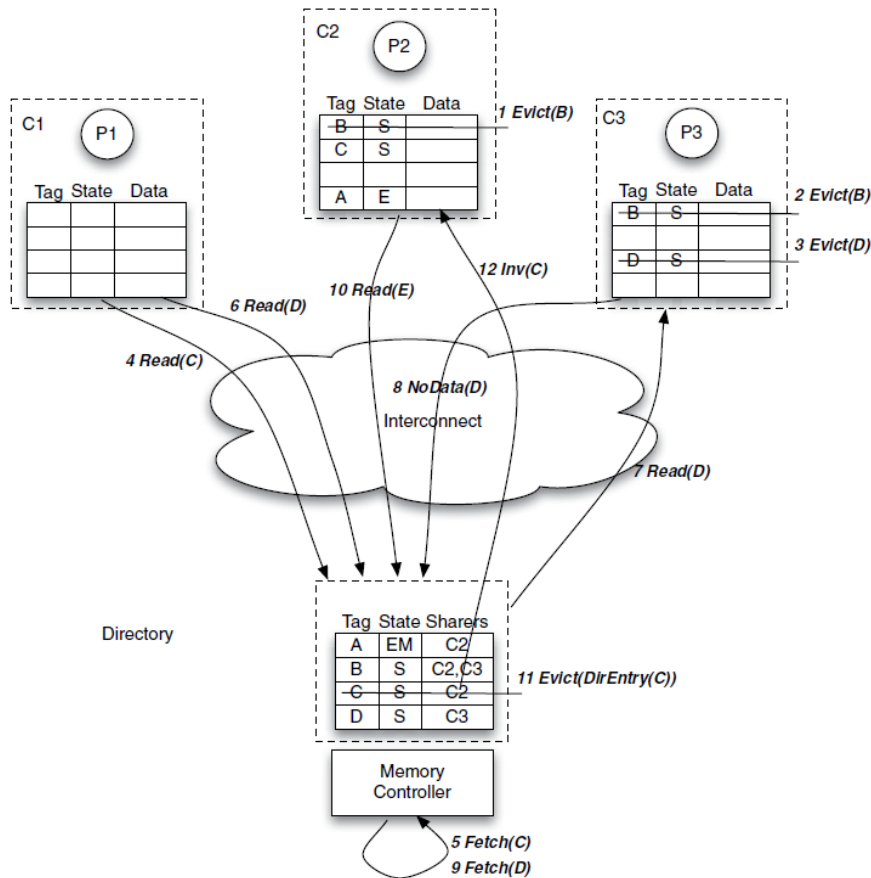 C2
P2
Tag State Data
B S
C S
A E
1 Evict(B)
C1
P1
Tag State Data
C3
P3
Tag State Data
B S
D S
2 Evict(B)
3 Evict(D)
12 Inv(C)
10 Read(E)
6 Read(D)
4 Read(C)
8 NoData(D)
Interconnect
7 Read(D)
Directory
Tag State Sharers
A EM C2
B S C2,C3
C S C2
D S C3
11 Evict(DirEntry(C))
Memory
Controller
5 Fetch(C)
9 Fetch(D)